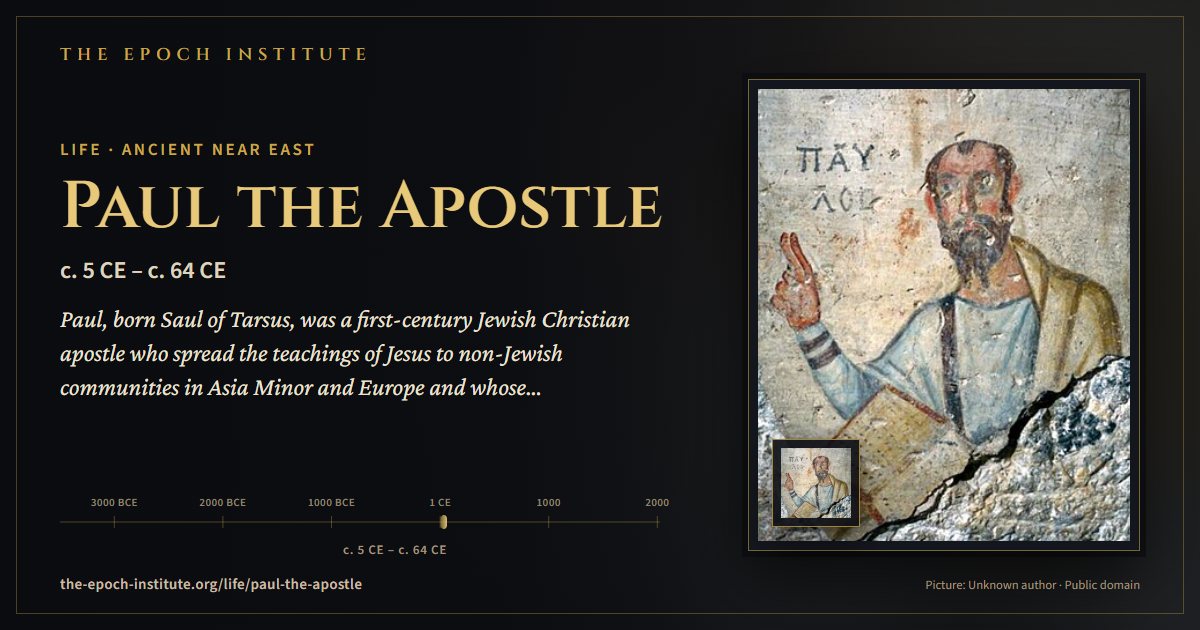 THE EPOCH INSTITUTE
LIFE · ANCIENT NEAR EAST
PAUL THE APOSTLE
c. 5 CE – c. 64 CE
Paul, born Saul of Tarsus, was a first-century Jewish Christian
apostle who spread the teachings of Jesus to non-Jewish
communities in Asia Minor and Europe and whose...
3000 BCE 2000 BCE 1000 BCE 1 CE 1000 2000
c. 5 CE – c. 64 CE
the-epoch-institute.org/life/paul-the-apostle
ΠΑΥ
ΛΟC
ΠΑΥ
ΛΟC
Picture: Unknown author · Public domain